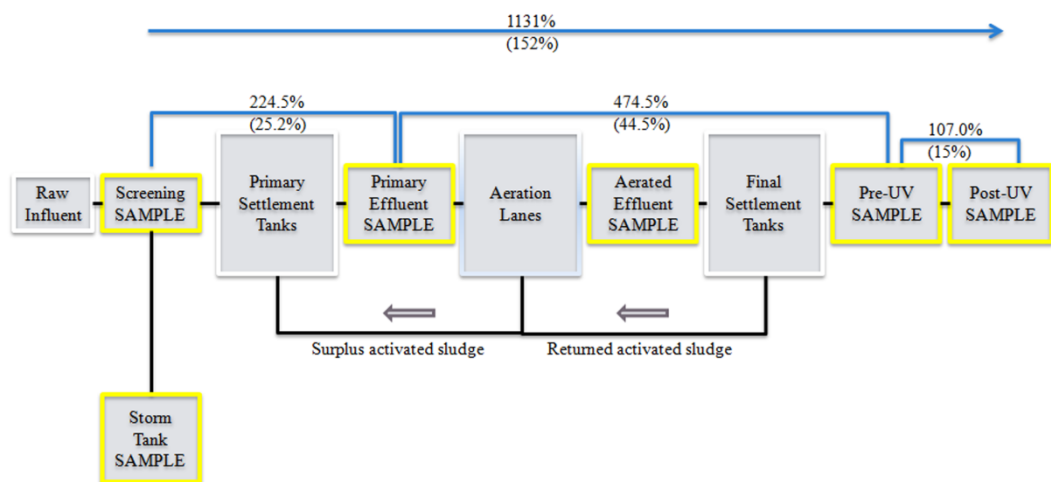 1131%
(152%)
224.5%
(25.2%)
474.5%
(44.5%)
107.0%
(15%)
Raw
Influent
Screening
SAMPLE
Primary
Settlement
Tanks
Primary
Effluent
SAMPLE
Aeration
Lanes
Aerated
Effluent
SAMPLE
Final
Settlement
Tanks
Pre-UV
SAMPLE
Post-UV
SAMPLE
Surplus activated sludge
Returned activated sludge
Storm
Tank
SAMPLE